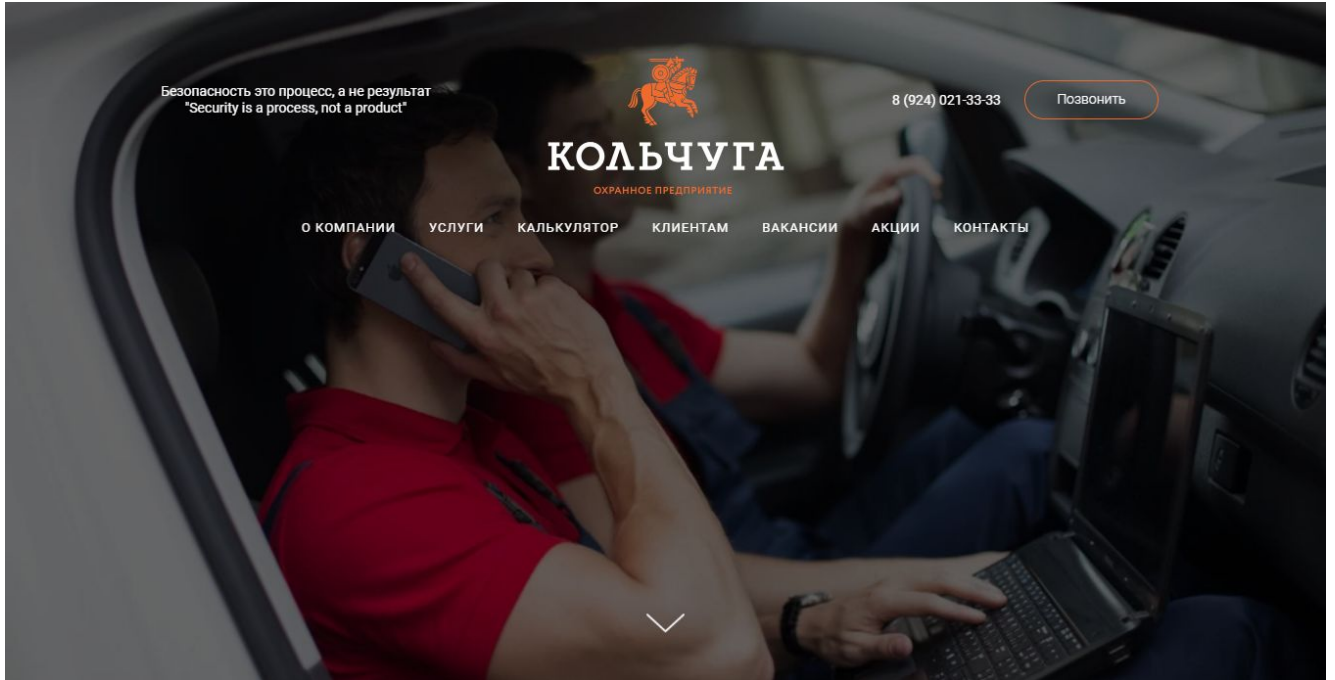 Безопасность это процесс, а не результат
"Security is a process, not a product"
8 (924) 021-33-33
Позвонить
КОЛЬЧУГА
ОХРАННОЕ ПРЕДПРИЯТИЕ
О КОМПАНИИ УСЛУГИ КАЛЬКУЛЯТОР КЛИЕНТАМ ВАКАНСИИ АКЦИИ КОНТАКТЫ